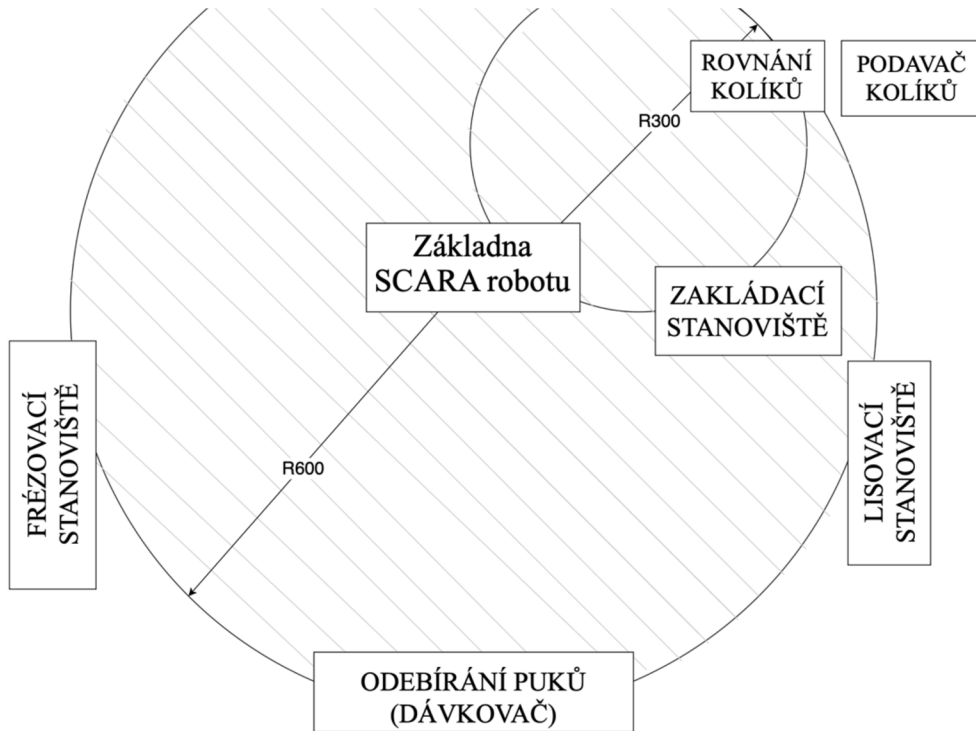 ROVNÁNÍ
KOLÍKŮ
PODAVAČ
KOLÍKŮ
R300
Základna
SCARA robotu
ZAKLÁDACÍ
STANOVIŠTĚ
FRÉZOVACÍ
STANOVIŠTĚ
LISOVACÍ
STANOVIŠTĚ
R600
ODEBÍRÁNÍ PUKŮ
(DÁVKOVAČ)